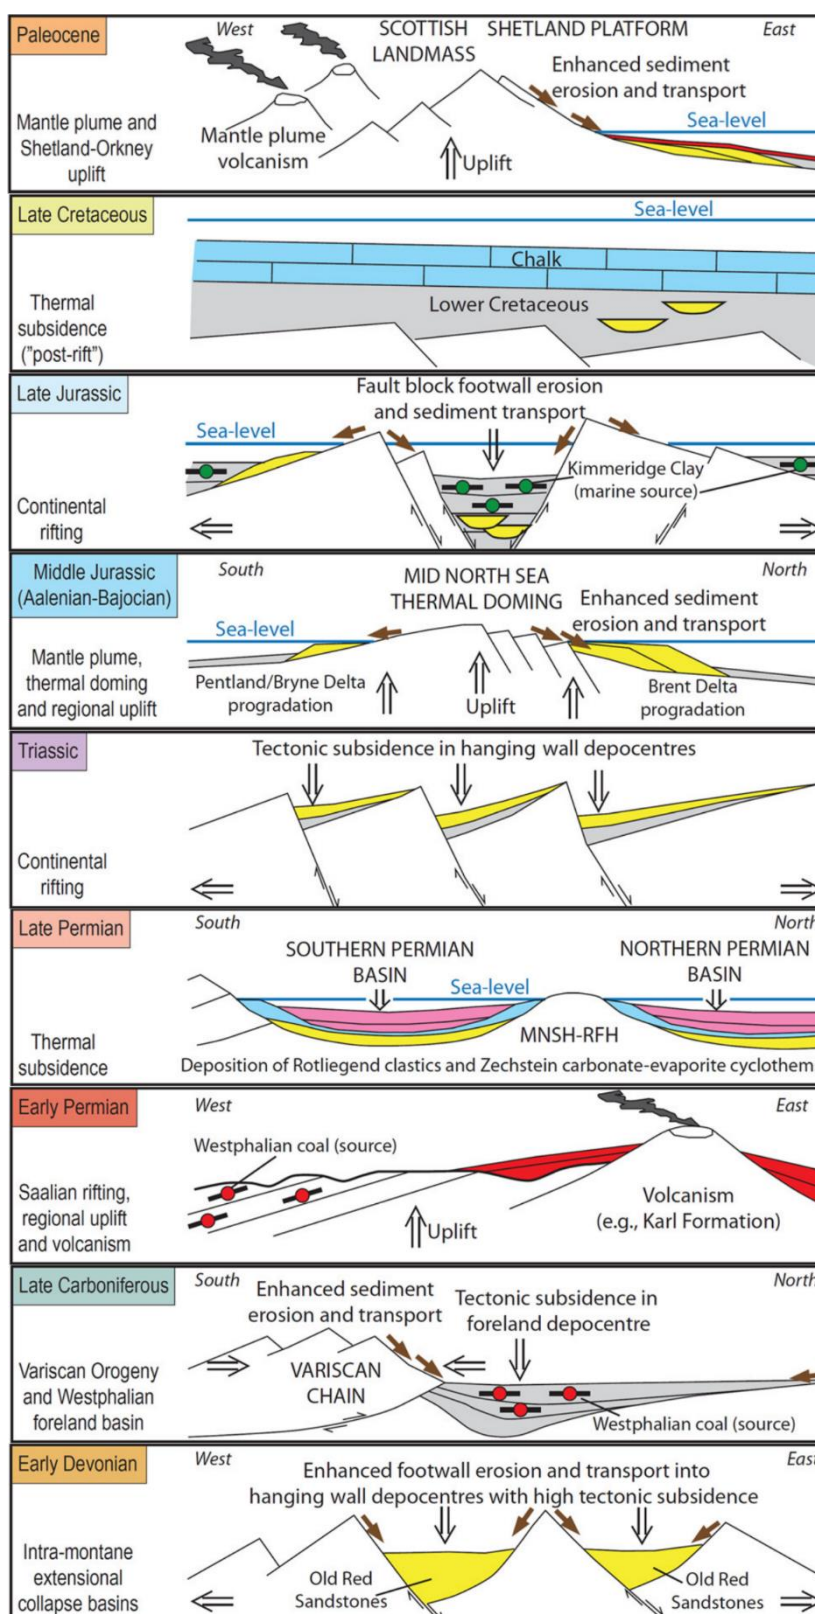 Paleocene
West
SCOTTISH
LANDMASS
SHETLAND PLATFORM
East
Enhanced sediment
erosion and transport
Mantle plume and
Shetland-Orkney
uplift
Mantle plume
volcanism
Uplift
Sea-level
Late Cretaceous
Sea-level
Chalk
Lower Cretaceous
Thermal
subsidence
("post-rift")
Late Jurassic
Fault block footwall erosion
and sediment transport
Sea-level
Kimmeridge Clay
(marine source)
Continental
rifting
Middle Jurassic
(Aalenian-Bajocian)
South
MID NORTH SEA
THERMAL DOMING
North
Enhanced sediment
erosion and transport
Sea-level
Mantle plume,
thermal doming
and regional uplift
Pentland/Bryne Delta
progradation
Uplift
Brent Delta
progradation
Triassic
Tectonic subsidence in hanging wall depocentres
Continental
rifting
Late Permian
South
North
SOUTHERN PERMIAN
BASIN
NORTHERN PERMIAN
BASIN
Sea-level
MNSH-RFH
Thermal
subsidence
Deposition of Rotliegend clastics and Zechstein carbonate-evaporite cyclothem
Early Permian
West
East
Westphalian coal (source)
Saalian rifting,
regional uplift
and volcanism
Uplift
Volcanism
(e.g., Karl Formation)
Late Carboniferous
South
North
Enhanced sediment
erosion and transport
Tectonic subsidence in
foreland depocentre
Variscan Orogeny
and Westphalian
foreland basin
VARISCAN
CHAIN
Westphalian coal (source)
Early Devonian
West
East
Enhanced footwall erosion and transport into
hanging wall depocentres with high tectonic subsidence
Intra-montane
extensional
collapse basins
Old Red
Sandstones
Old Red
Sandstones